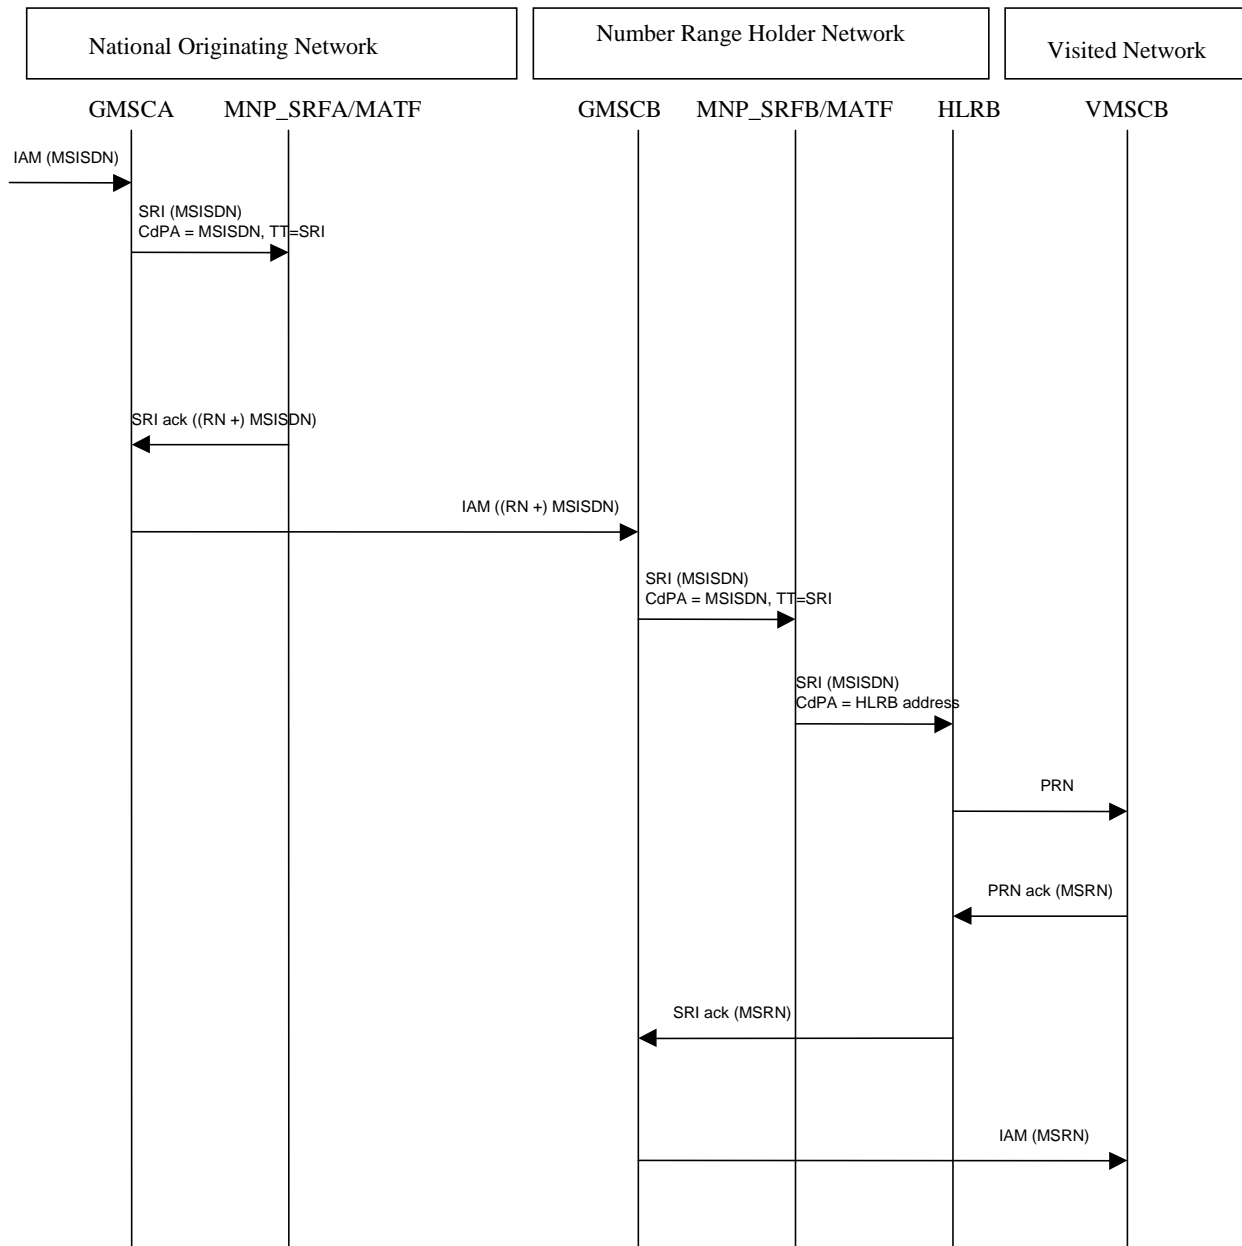 National Originating Network
Number Range Holder Network
Visited Network
GMSCA
MNP_SRFA/MATF
GMSCB
MNP_SRFB/MATF
HLRB
VMSCB
IAM (MSISDN)
SRI (MSISDN)
CdPA = MSISDN, TT=SRI
SRI ack ((RN +) MSISDN)
IAM ((RN +) MSISDN)
SRI (MSISDN)
CdPA = MSISDN, TT=SRI
SRI (MSISDN)
CdPA = HLRB address
PRN
PRN ack (MSRN)
SRI ack (MSRN)
IAM (MSRN)